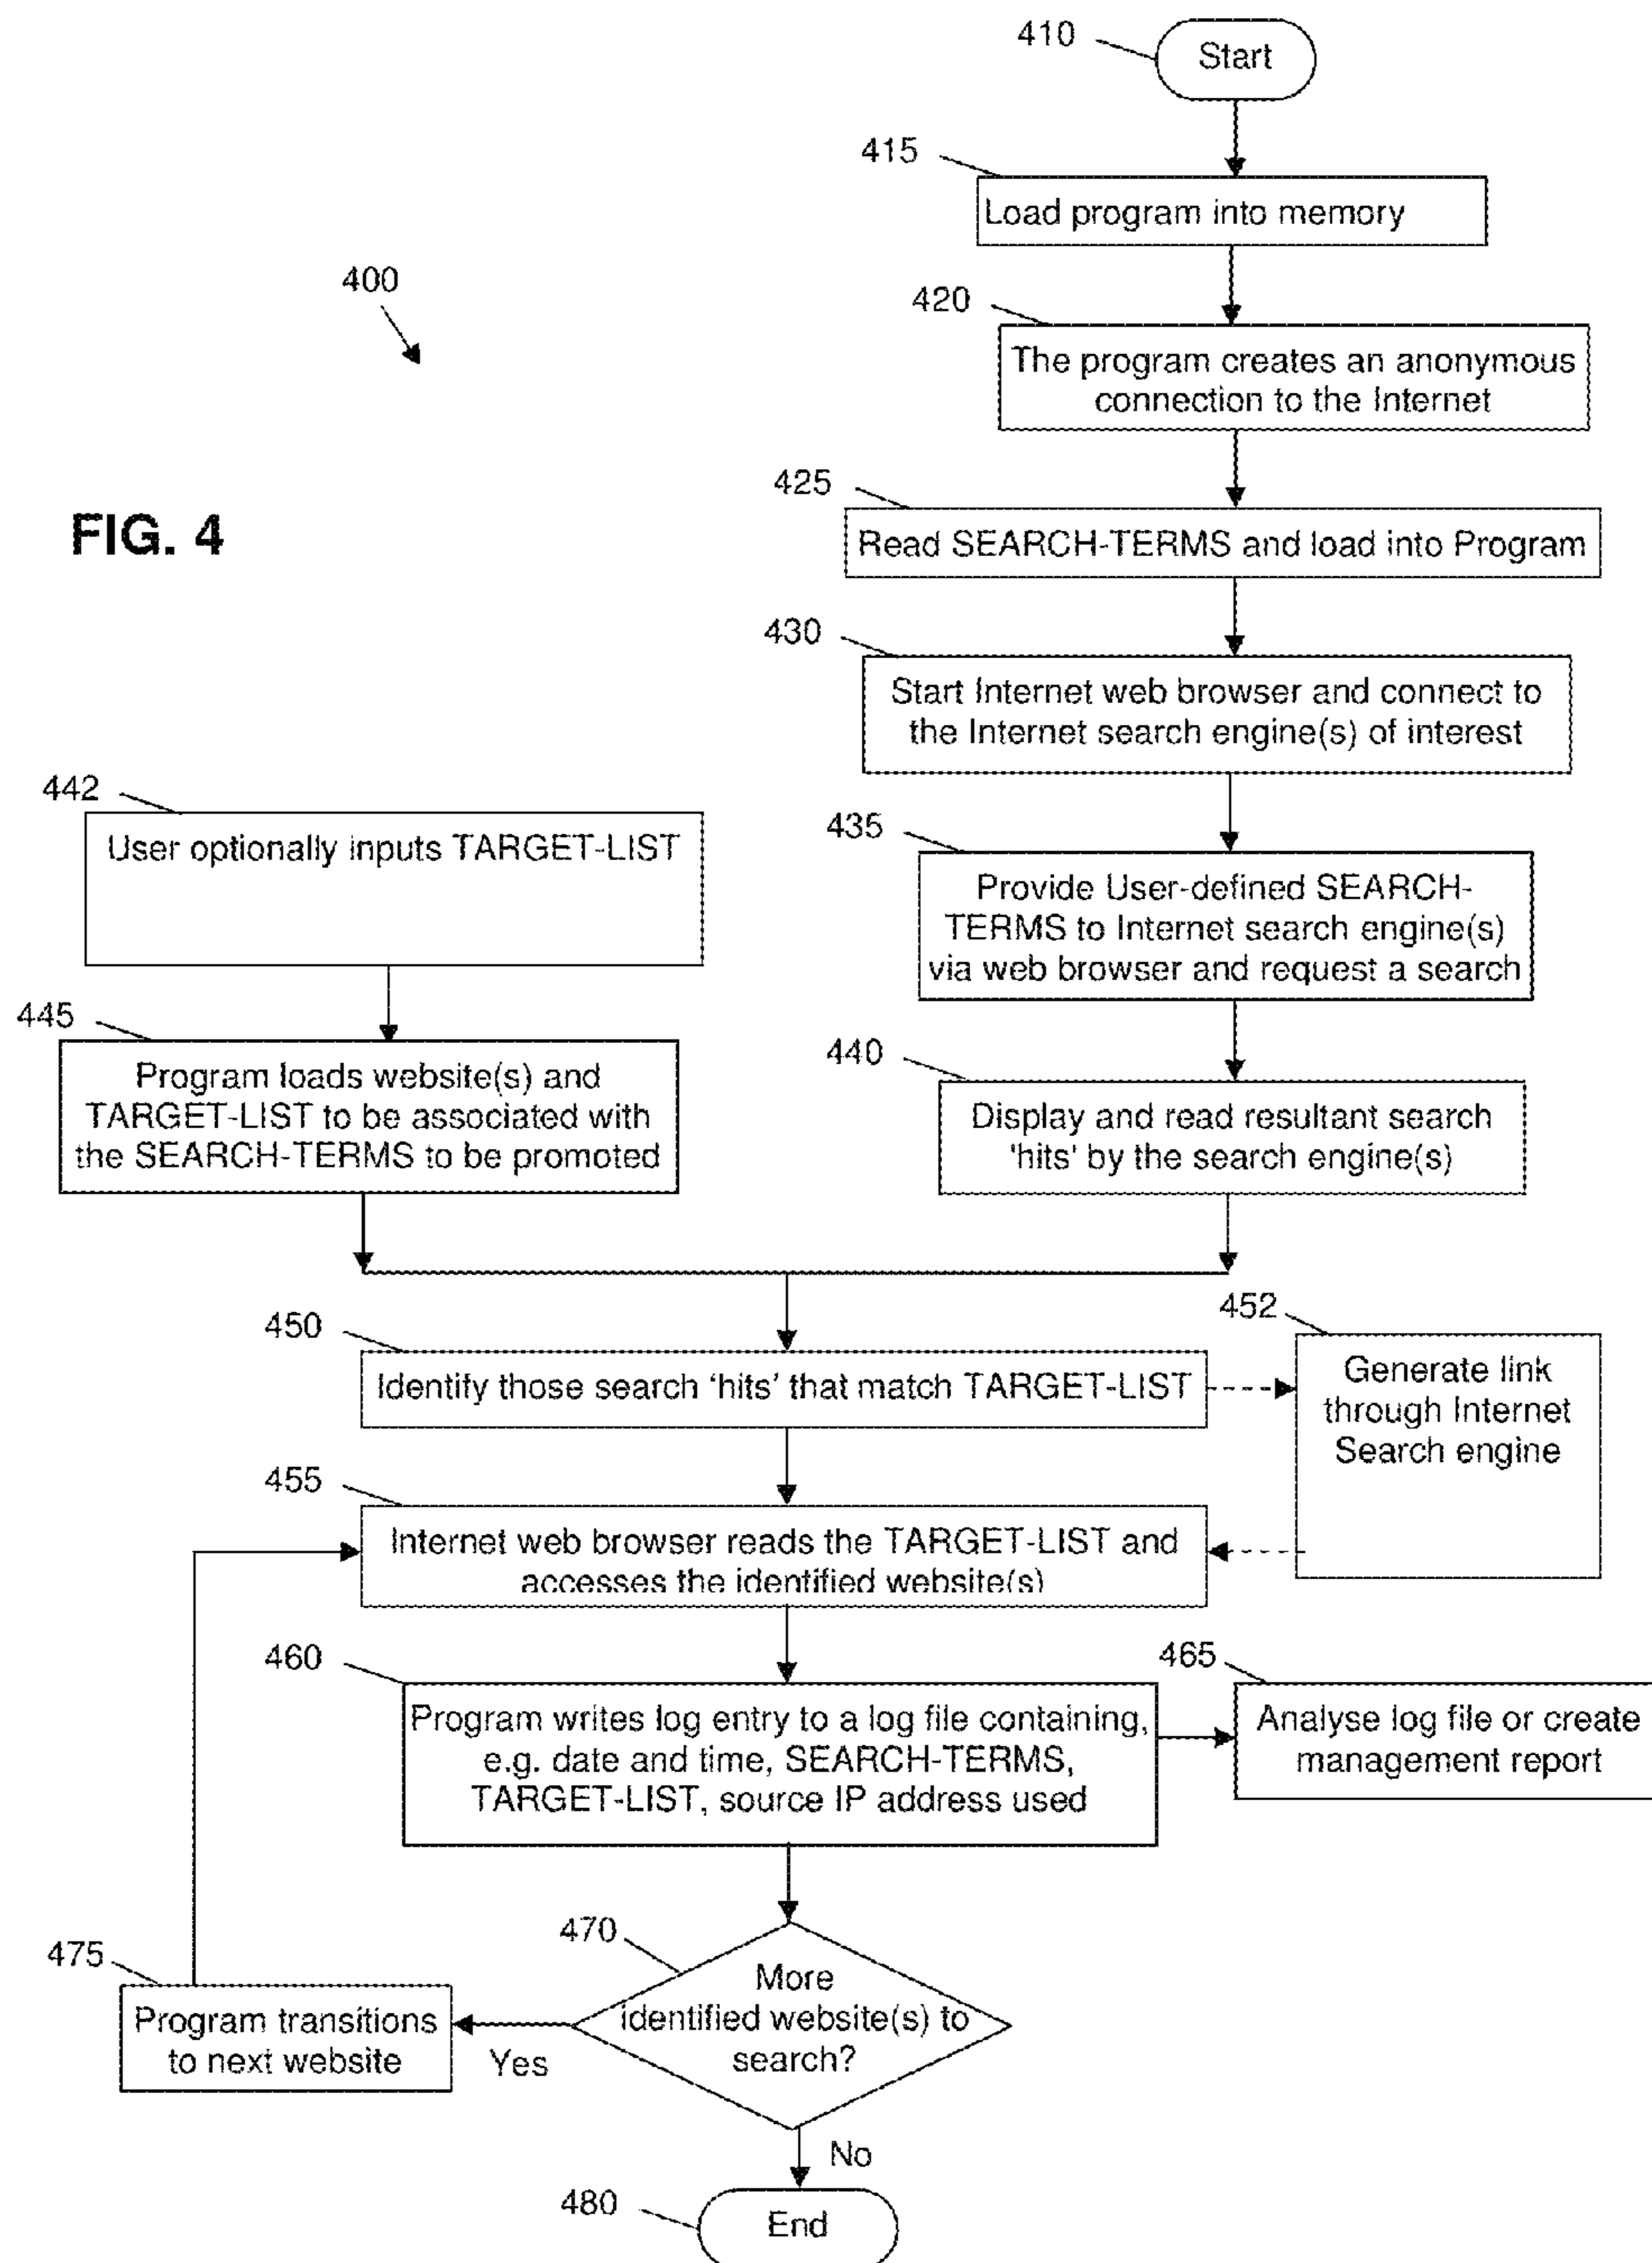 410
Start
415
Load program into memory
400
420
The program creates an anonymous
connection to the Internet
FIG. 4
425
Read SEARCH-TERMS and load into Program
430
Start Internet web browser and connect to
the Internet search engine(s) of interest
442
User optionally inputs TARGET-LIST
435
Provide User-defined SEARCH-
TERMS to Internet search engine(s)
via web browser and request a search
445
Program loads website(s) and
TARGET-LIST to be associated with
the SEARCH-TERMS to be promoted
440
Display and read resultant search
'hits' by the search engine(s)
450
Identify those search 'hits' that match TARGET-LIST
452
Generate link
through Internet
Search engine
455
Internet web browser reads the TARGET-LIST and
accesses the identified website(s)
460
Program writes log entry to a log file containing,
e.g. date and time, SEARCH-TERMS,
TARGET-LIST, source IP address used
465
Analyse log file or create
management report
470
More
identified website(s) to
search?
475
Program transitions
to next website
Yes
No
480
End